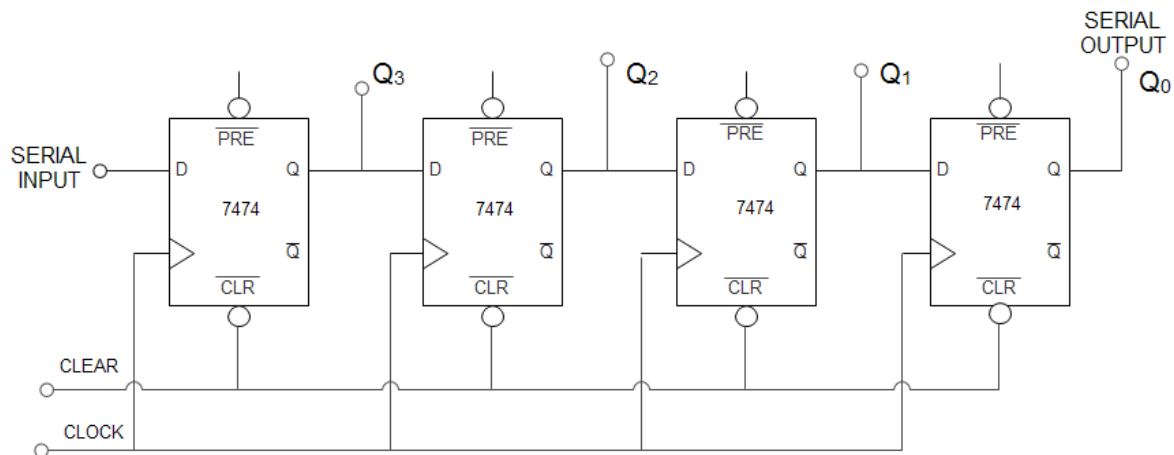 SERIAL
OUTPUT
Q3
Q2
Q1
Q0
PRE
PRE
PRE
PRE
SERIAL
INPUT
D
Q
D
Q
D
Q
D
Q
7474
7474
7474
7474
Q̅
Q̅
Q̅
Q̅
CLR
CLR
CLR
CLR
CLEAR
CLOCK